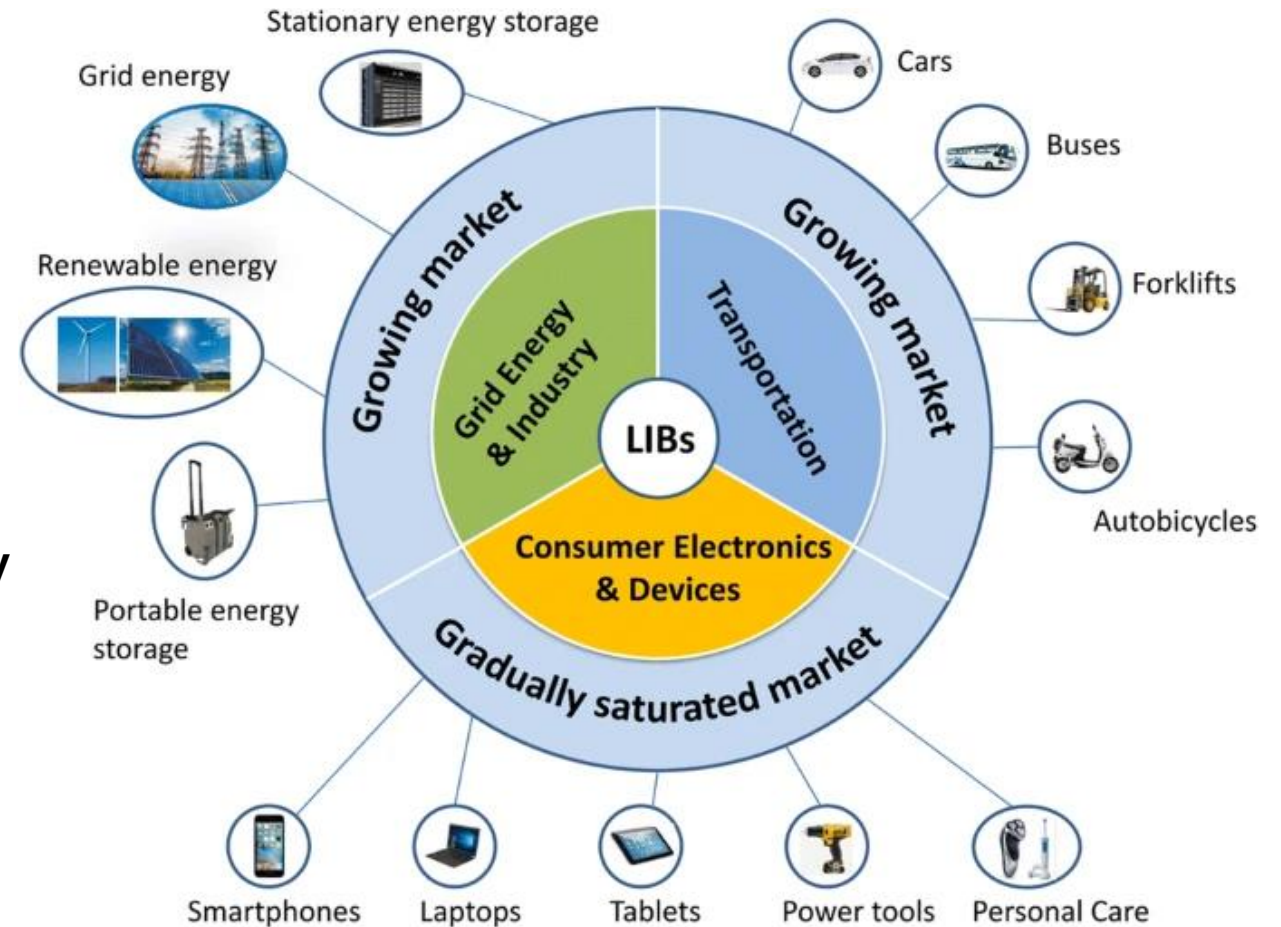 Stationary energy storage
Grid energy
Cars
Buses
Renewable energy
Forklifts
Growing market
Growing market
Grid Energy
& Industry
Transportation
LIBs
Autobicycles
Consumer Electronics
& Devices
y
Portable energy
storage
Gradually saturated market
Smartphones
Laptops
Tablets
Power tools
Personal Care